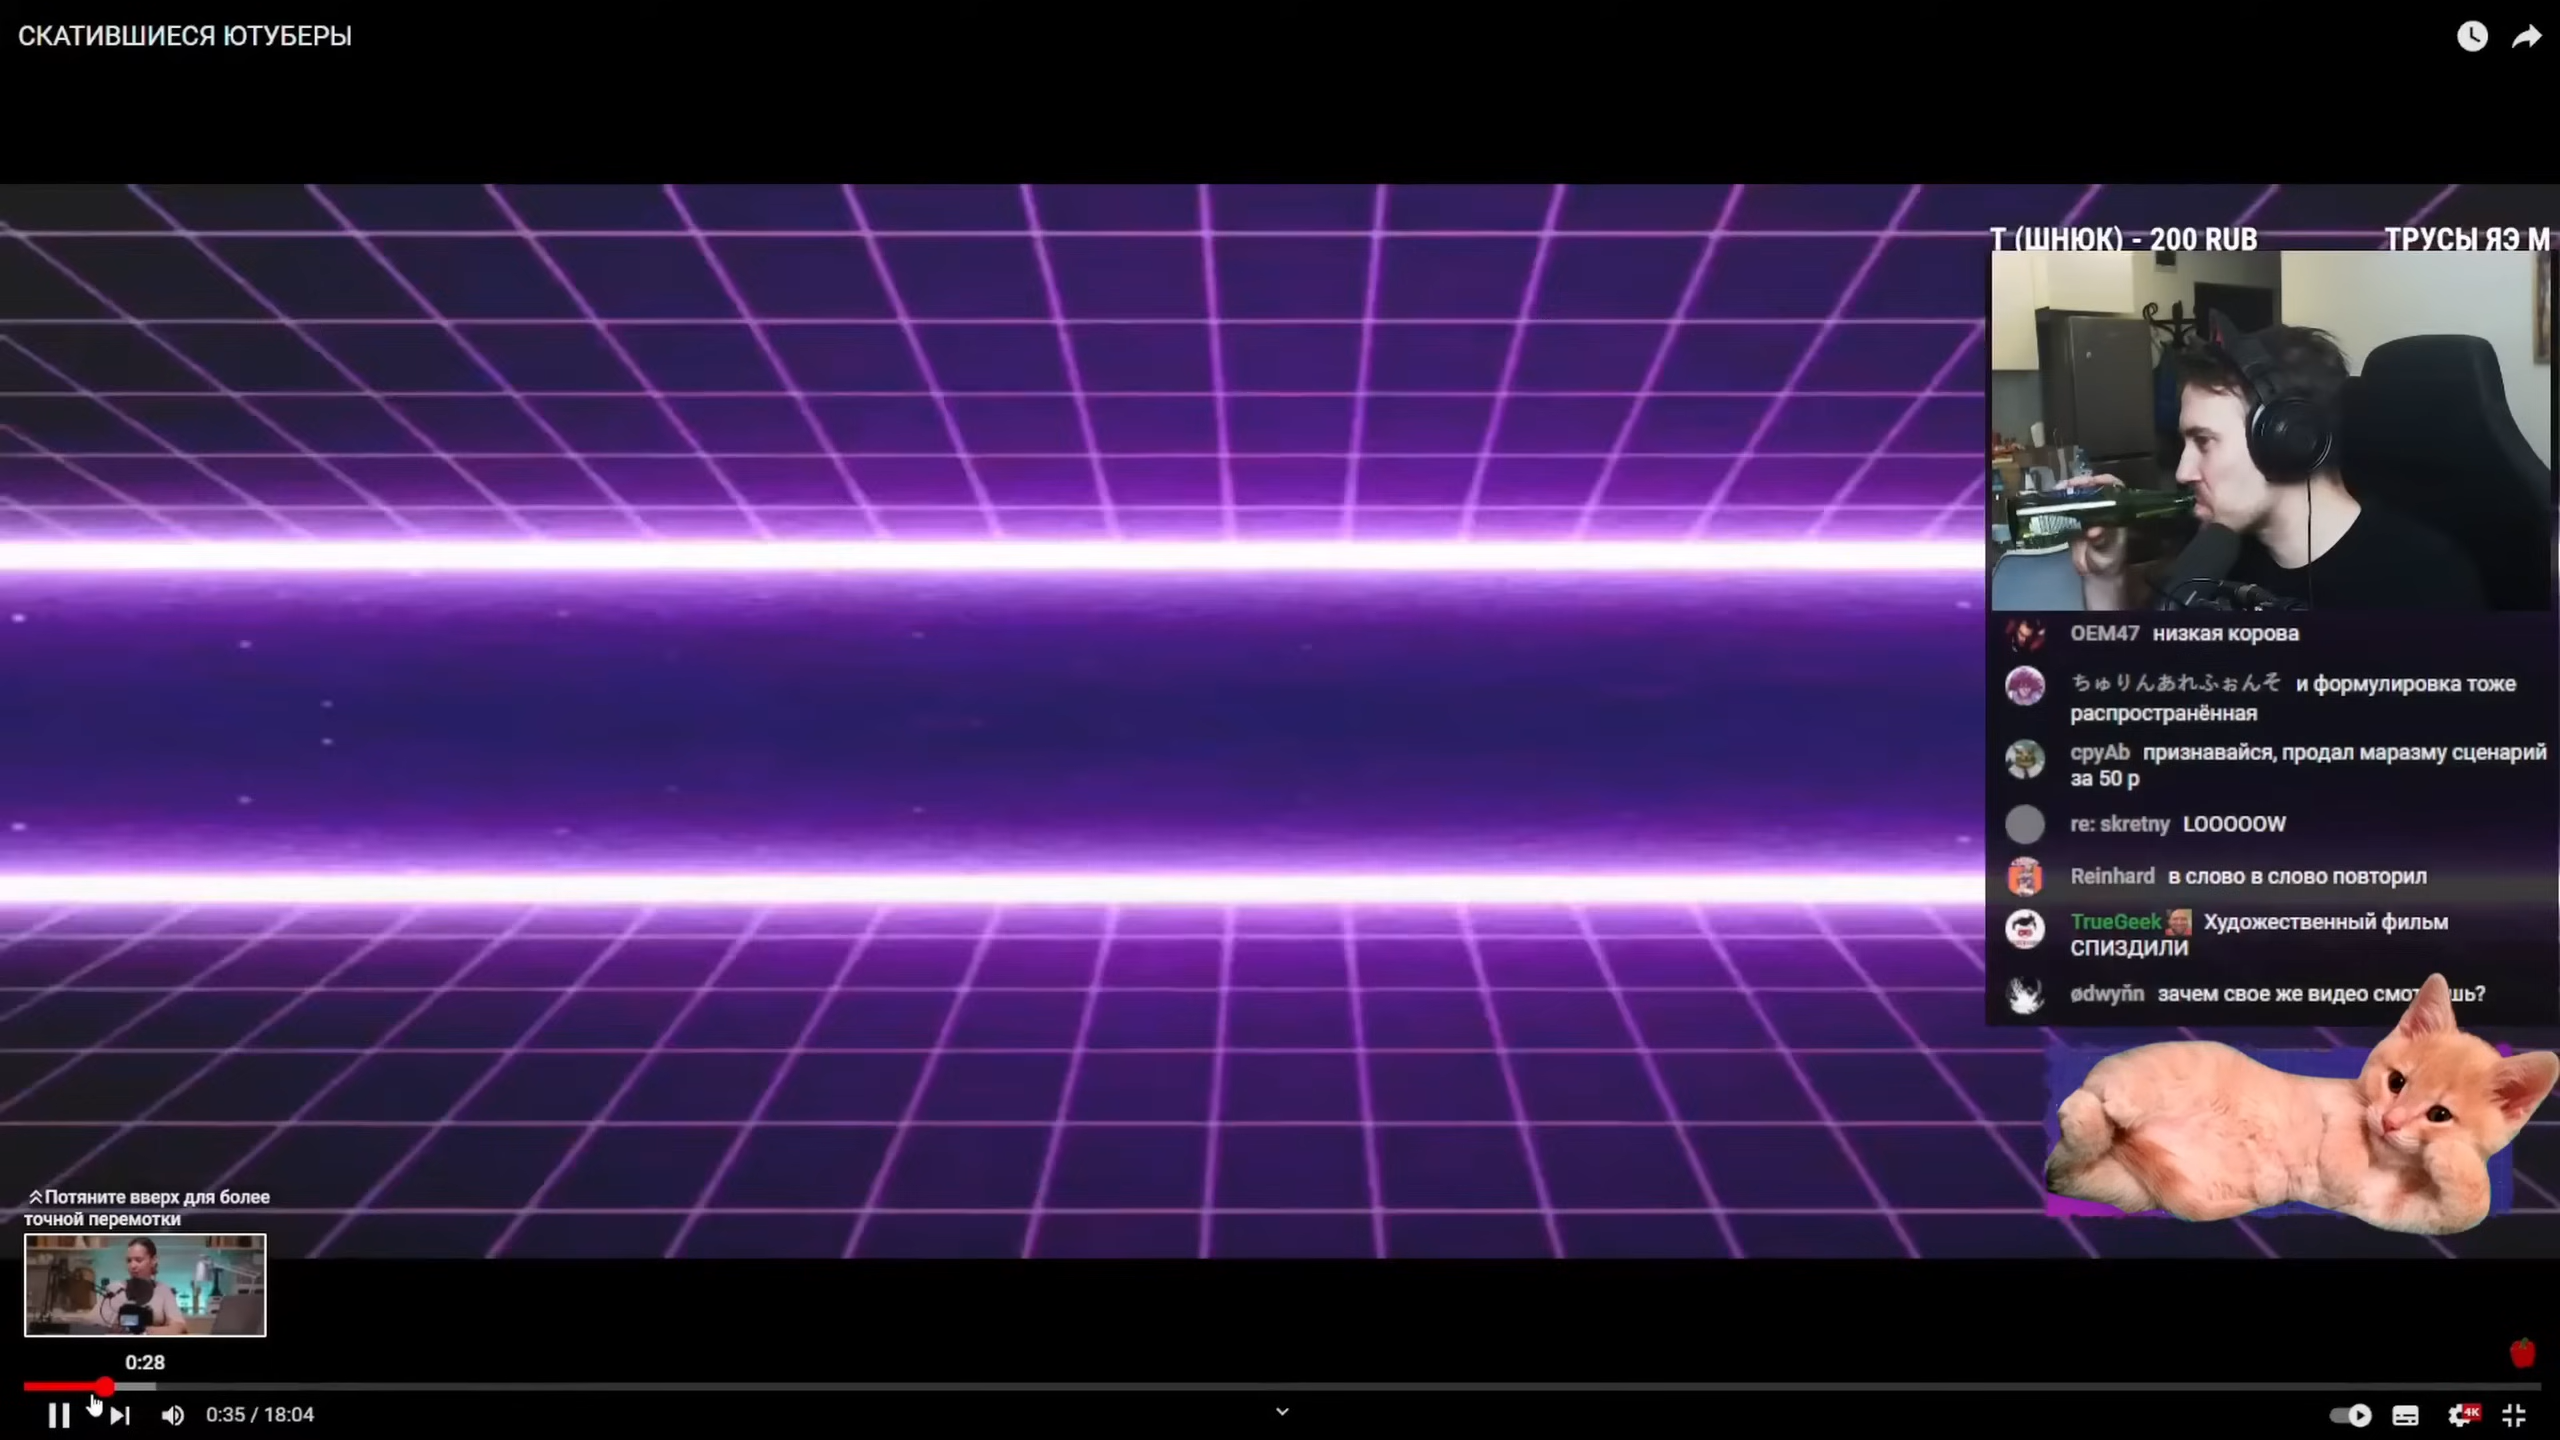 СКАТИВШИЕСЯ ЮТУБЕРЫ
Т (ШНЮК) - 200 RUB ТРУСЫ ЯЭ М
OEM47 низкая корова
ちゅりんあれふぉんそ и формулировка тоже
распространённая
cpyAb признавайся, продал маразму сценарий
за 50 р
re: skretny LOOOOOW
Reinhard в слово в слово повторил
TrueGeek Художественный фильм
СПИЗДИЛИ
ødwyňn зачем свое же видео смот шь?
Потяните вверх для более
точной перемотки
0:28
0:35 / 18:04
4K